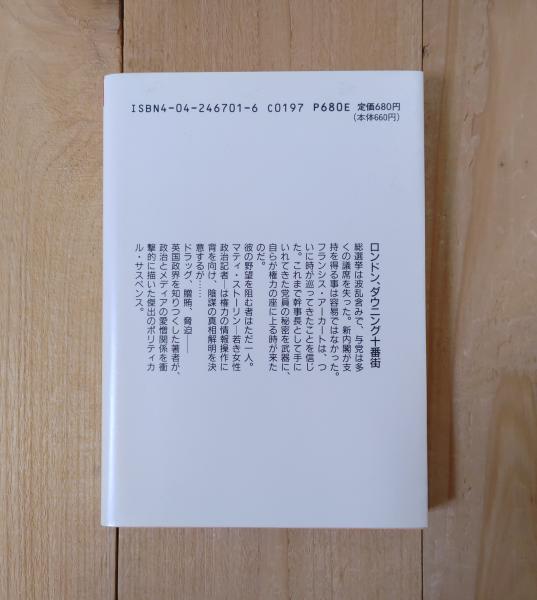 ISBN4-04-246701-6 C0197 P680E 定価680円
(本体660円)
ロンドン、ダウニング十番街
総選挙は波乱含みで、与党は多
くの議席を失った。新内閣が支
持を得る事は容易ではなかった。
フランシス・アーカートは、つ
いに時が巡ってきたことを信じ
た。これまで幹事長として手に
いれてきた党員の秘密を武器に、
自らが権力の座に上る時が来た
のだ。
彼の野望を阻む者はただ一人。
マティ・ストーリン―若き女性
政治記者―は権力の情報操作に
背を向け、陰謀の真相解明を決
意するが……
ドラッグ、贈賄、脅迫――
英国政界を知りつくした著者が、
政治とメディアの愛憎関係を衝
撃的に描いた傑出のポリティカ
ル・サスペンス。